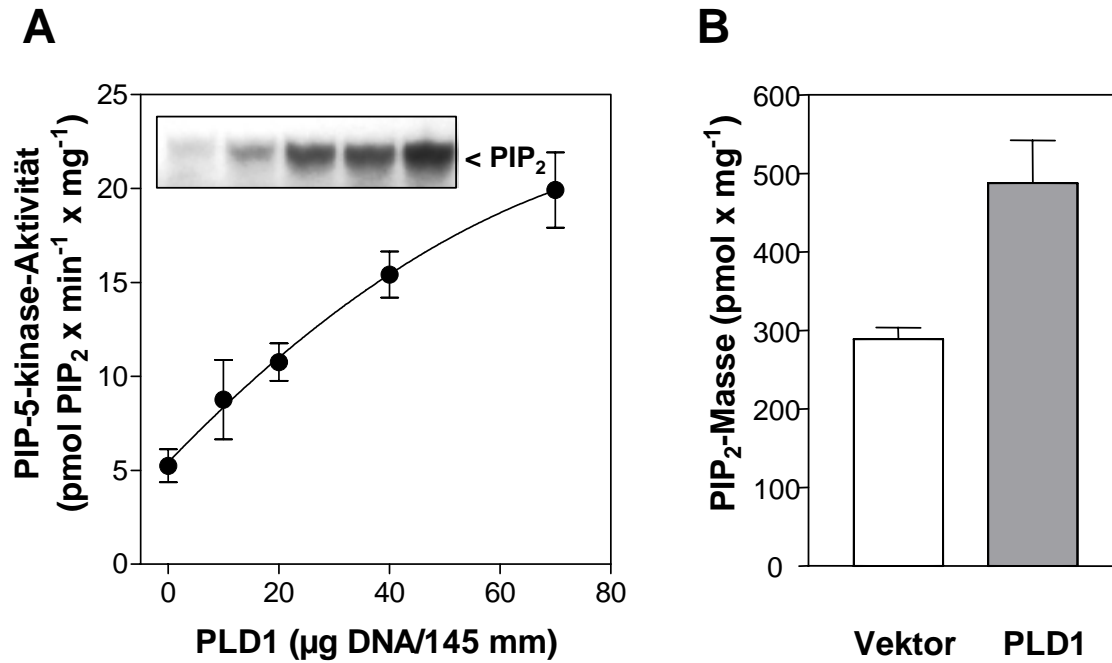 A
PIP-5-kinase-Aktivität
(pmol PIP₂ x min⁻¹ x mg⁻¹)
25
20
15
10
5
0
< PIP₂
0 20 40 60 80
PLD1 (µg DNA/145 mm)
B
PIP₂-Masse (pmol x mg⁻¹)
600
500
400
300
200
100
0
Vektor PLD1